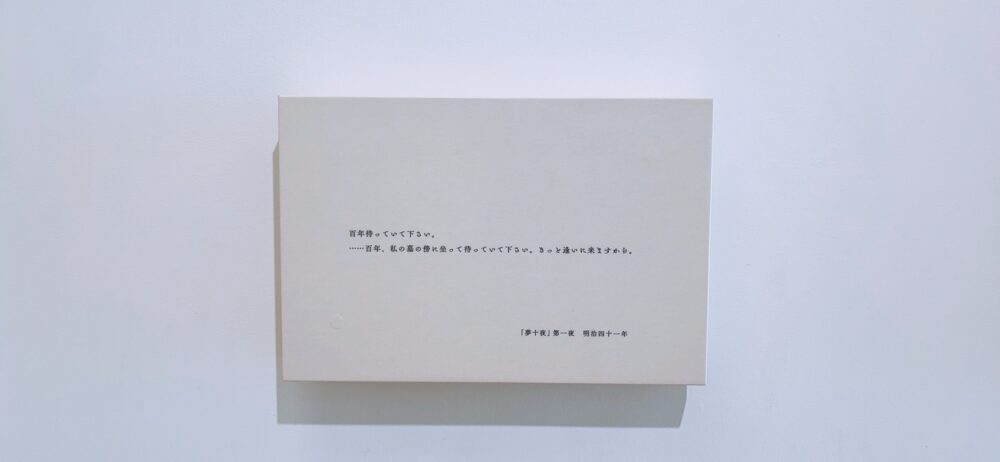 百年待っていて下さい。
……百年、私の墓の傍に坐って待っていて下さい。きっと逢いに来ますから。
『夢十夜』第一夜　明治四十一年